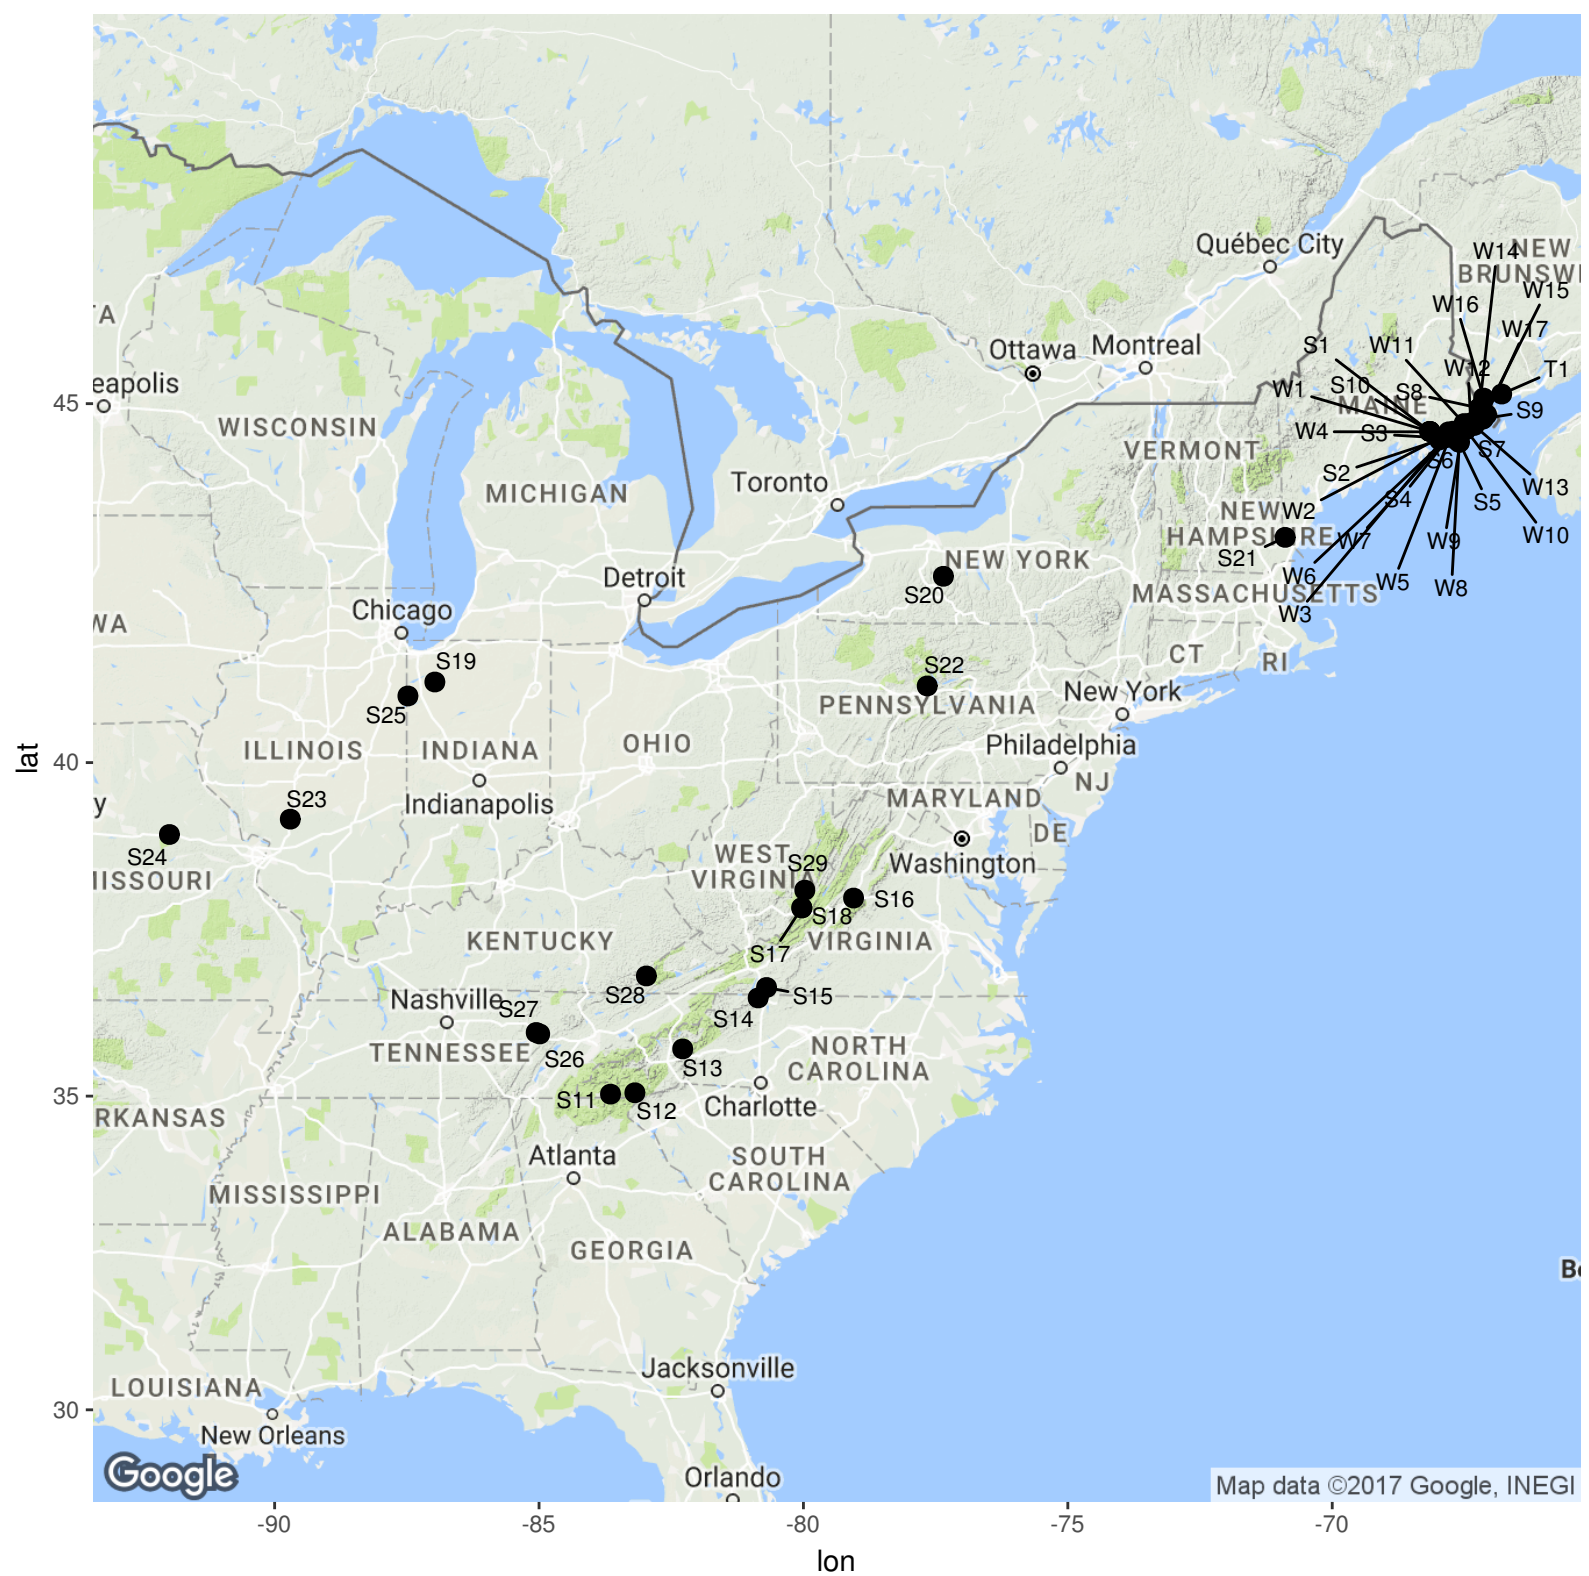 Québec City
W14
NEW
BRUNSWI
W15
W16
W17
A
Ottawa
Montreal
S1
W11
W12
T1
eapolis
W1
S10
S8
MAINE
S9
45
WISCONSIN
W4
S3
VERMONT
S6
S7
MICHIGAN
Toronto
S2
S4
S5
W13
NEW
HAMPSHIRE
W2
W7
W9
W10
S21
NEW YORK
Detroit
S20
W6
W5
W8
MASSACHUSETTS
W3
Chicago
WA
CT
RI
S19
S22
S25
PENNSYLVANIA
New York
lat
ILLINOIS
INDIANA
OHIO
Philadelphia
40
NJ
y
S23
Indianapolis
MARYLAND
DE
S24
ISSOURI
WEST
VIRGINIA
S29
Washington
S16
S18
KENTUCKY
S17
VIRGINIA
Nashville
S27
S28
S15
S14
TENNESSEE
S26
S13
NORTH
CAROLINA
35
S11
S12
Charlotte
RKANSAS
Atlanta
SOUTH
CAROLINA
MISSISSIPPI
ALABAMA
GEORGIA
Be
Jacksonville
LOUISIANA
30
New Orleans
Google
Orlando
Map data ©2017 Google, INEGI
-90
-85
-80
-75
-70
lon